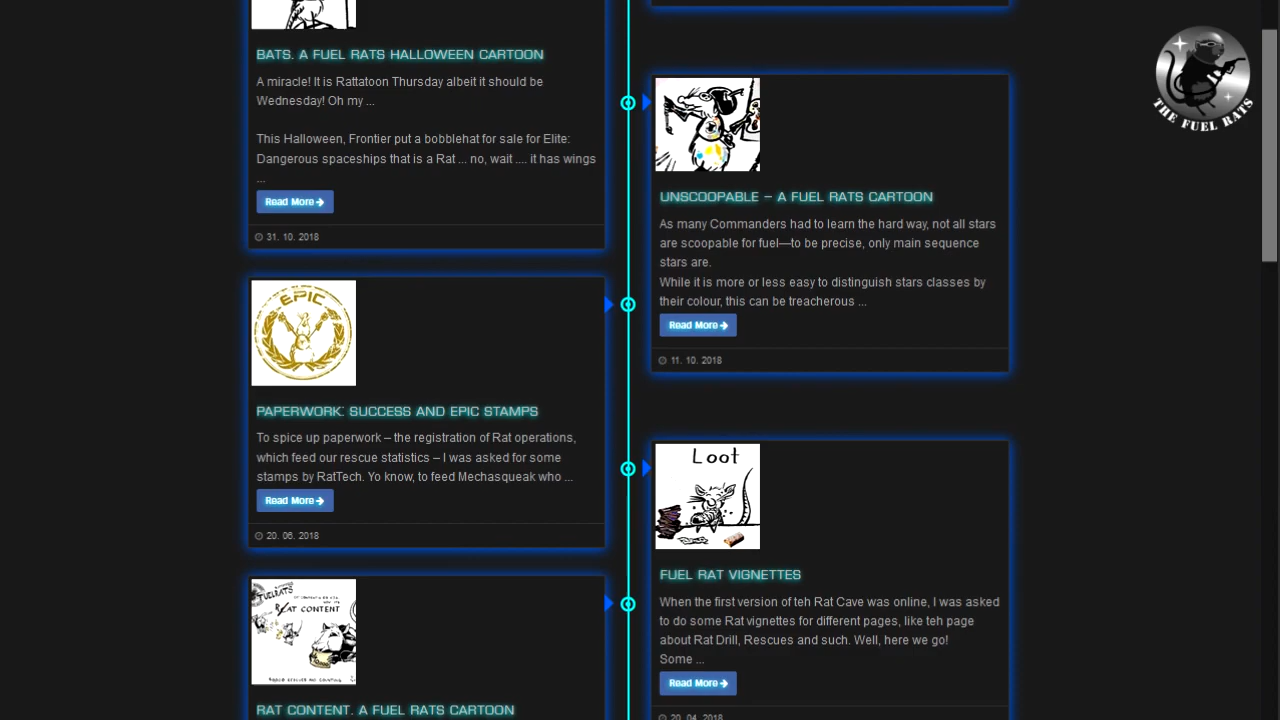 BATS. A FUEL RATS HALLOWEEN CARTOON
A miracle! It is Rattatoon Thursday albeit it should be
Wednesday! Oh my ...
This Halloween, Frontier put a bobblehat for sale for Elite:
Dangerous spaceships that is a Rat ... no, wait .... it has wings
...
Read More
31. 10. 2018
EPIC
PAPERWORK: SUCCESS AND EPIC STAMPS
To spice up paperwork – the registration of Rat operations,
which feed our rescue statistics – I was asked for some
stamps by RatTech. Yo know, to feed Mechasqueak who ...
Read More
20. 06. 2018
FUELRATS
RAT CONTENT
RAT CONTENT. A FUEL RATS CARTOON
UNSCOOPABLE – A FUEL RATS CARTOON
As many Commanders had to learn the hard way, not all stars
are scoopable for fuel—to be precise, only main sequence
stars are.
While it is more or less easy to distinguish stars classes by
their colour, this can be treacherous ...
Read More
11. 10. 2018
Loot
FUEL RAT VIGNETTES
When the first version of teh Rat Cave was online, I was asked
to do some Rat vignettes for different pages, like teh page
about Rat Drill, Rescues and such. Well, here we go!
Some ...
Read More
20. 04. 2018
THE FUEL RATS